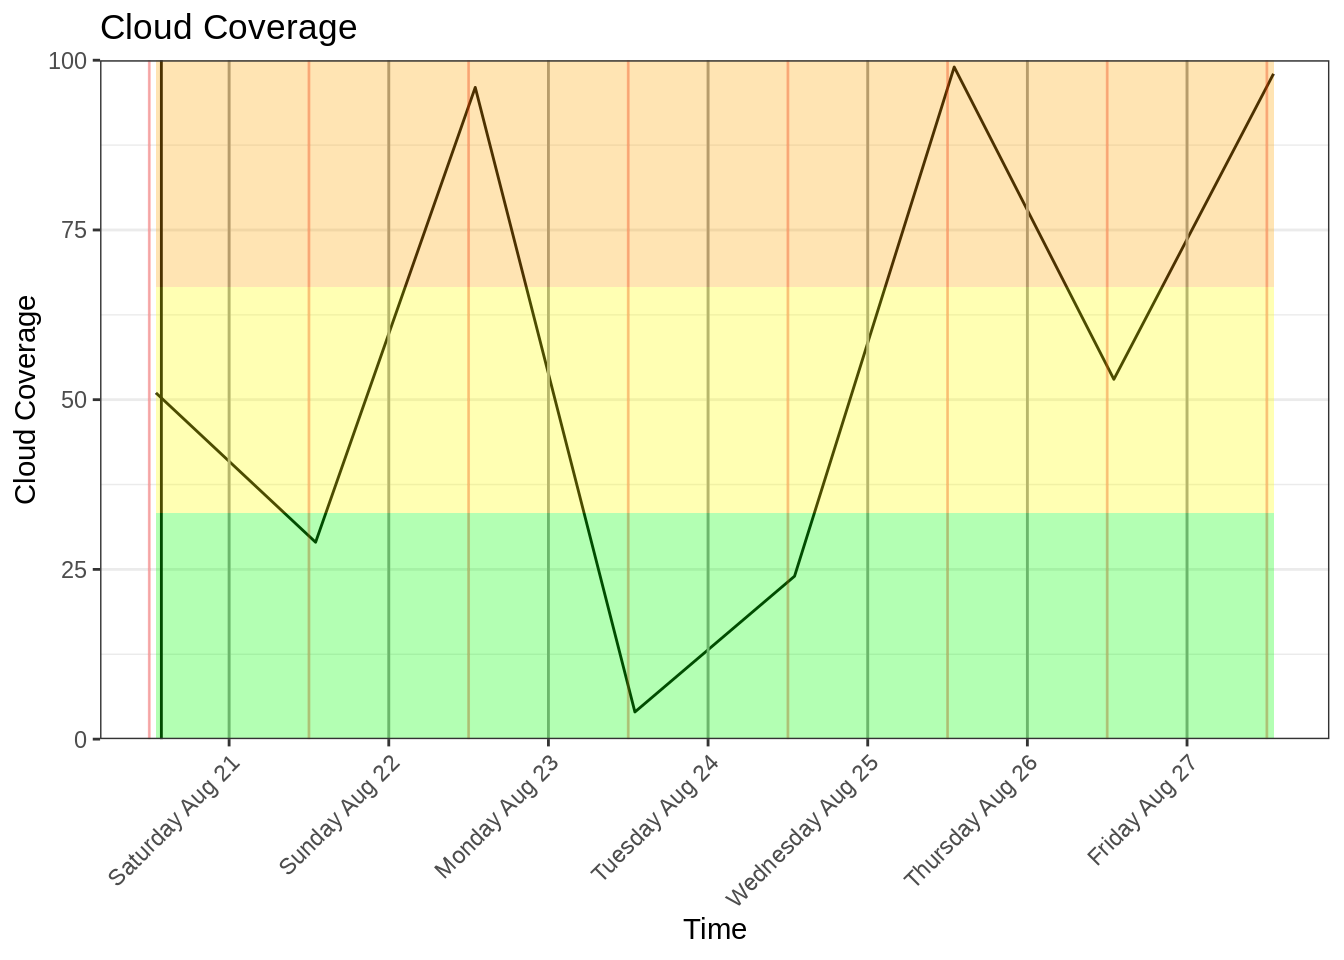 Cloud Coverage
100
75
50
25
0
Cloud Coverage
Saturday Aug 21
Sunday Aug 22
Monday Aug 23
Tuesday Aug 24
Wednesday Aug 25
Thursday Aug 26
Friday Aug 27
Time